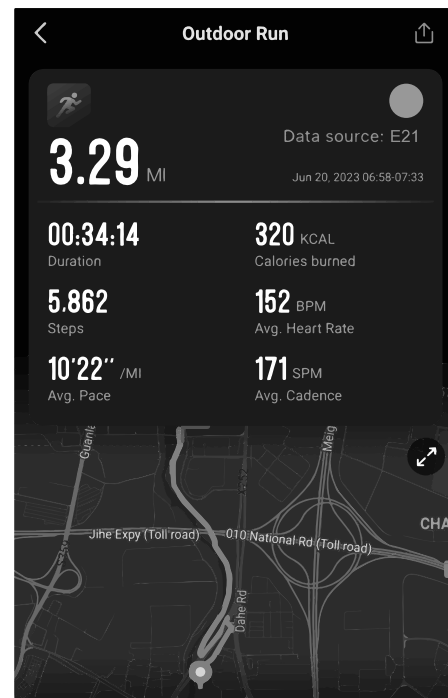 Outdoor Run
Data source: E21
3.29 MI
Jun 20, 2023 06:58-07:33
00:34:14
320 KCAL
Duration
Calories burned
5.862
152 BPM
Steps
Avg. Heart Rate
10'22'' /MI
171 SPM
Avg. Pace
Avg. Cadence
Guanla
Meig
CHA
Jihe Expy (Toll road)
010 National Rd (Toll road)
Dahe Rd